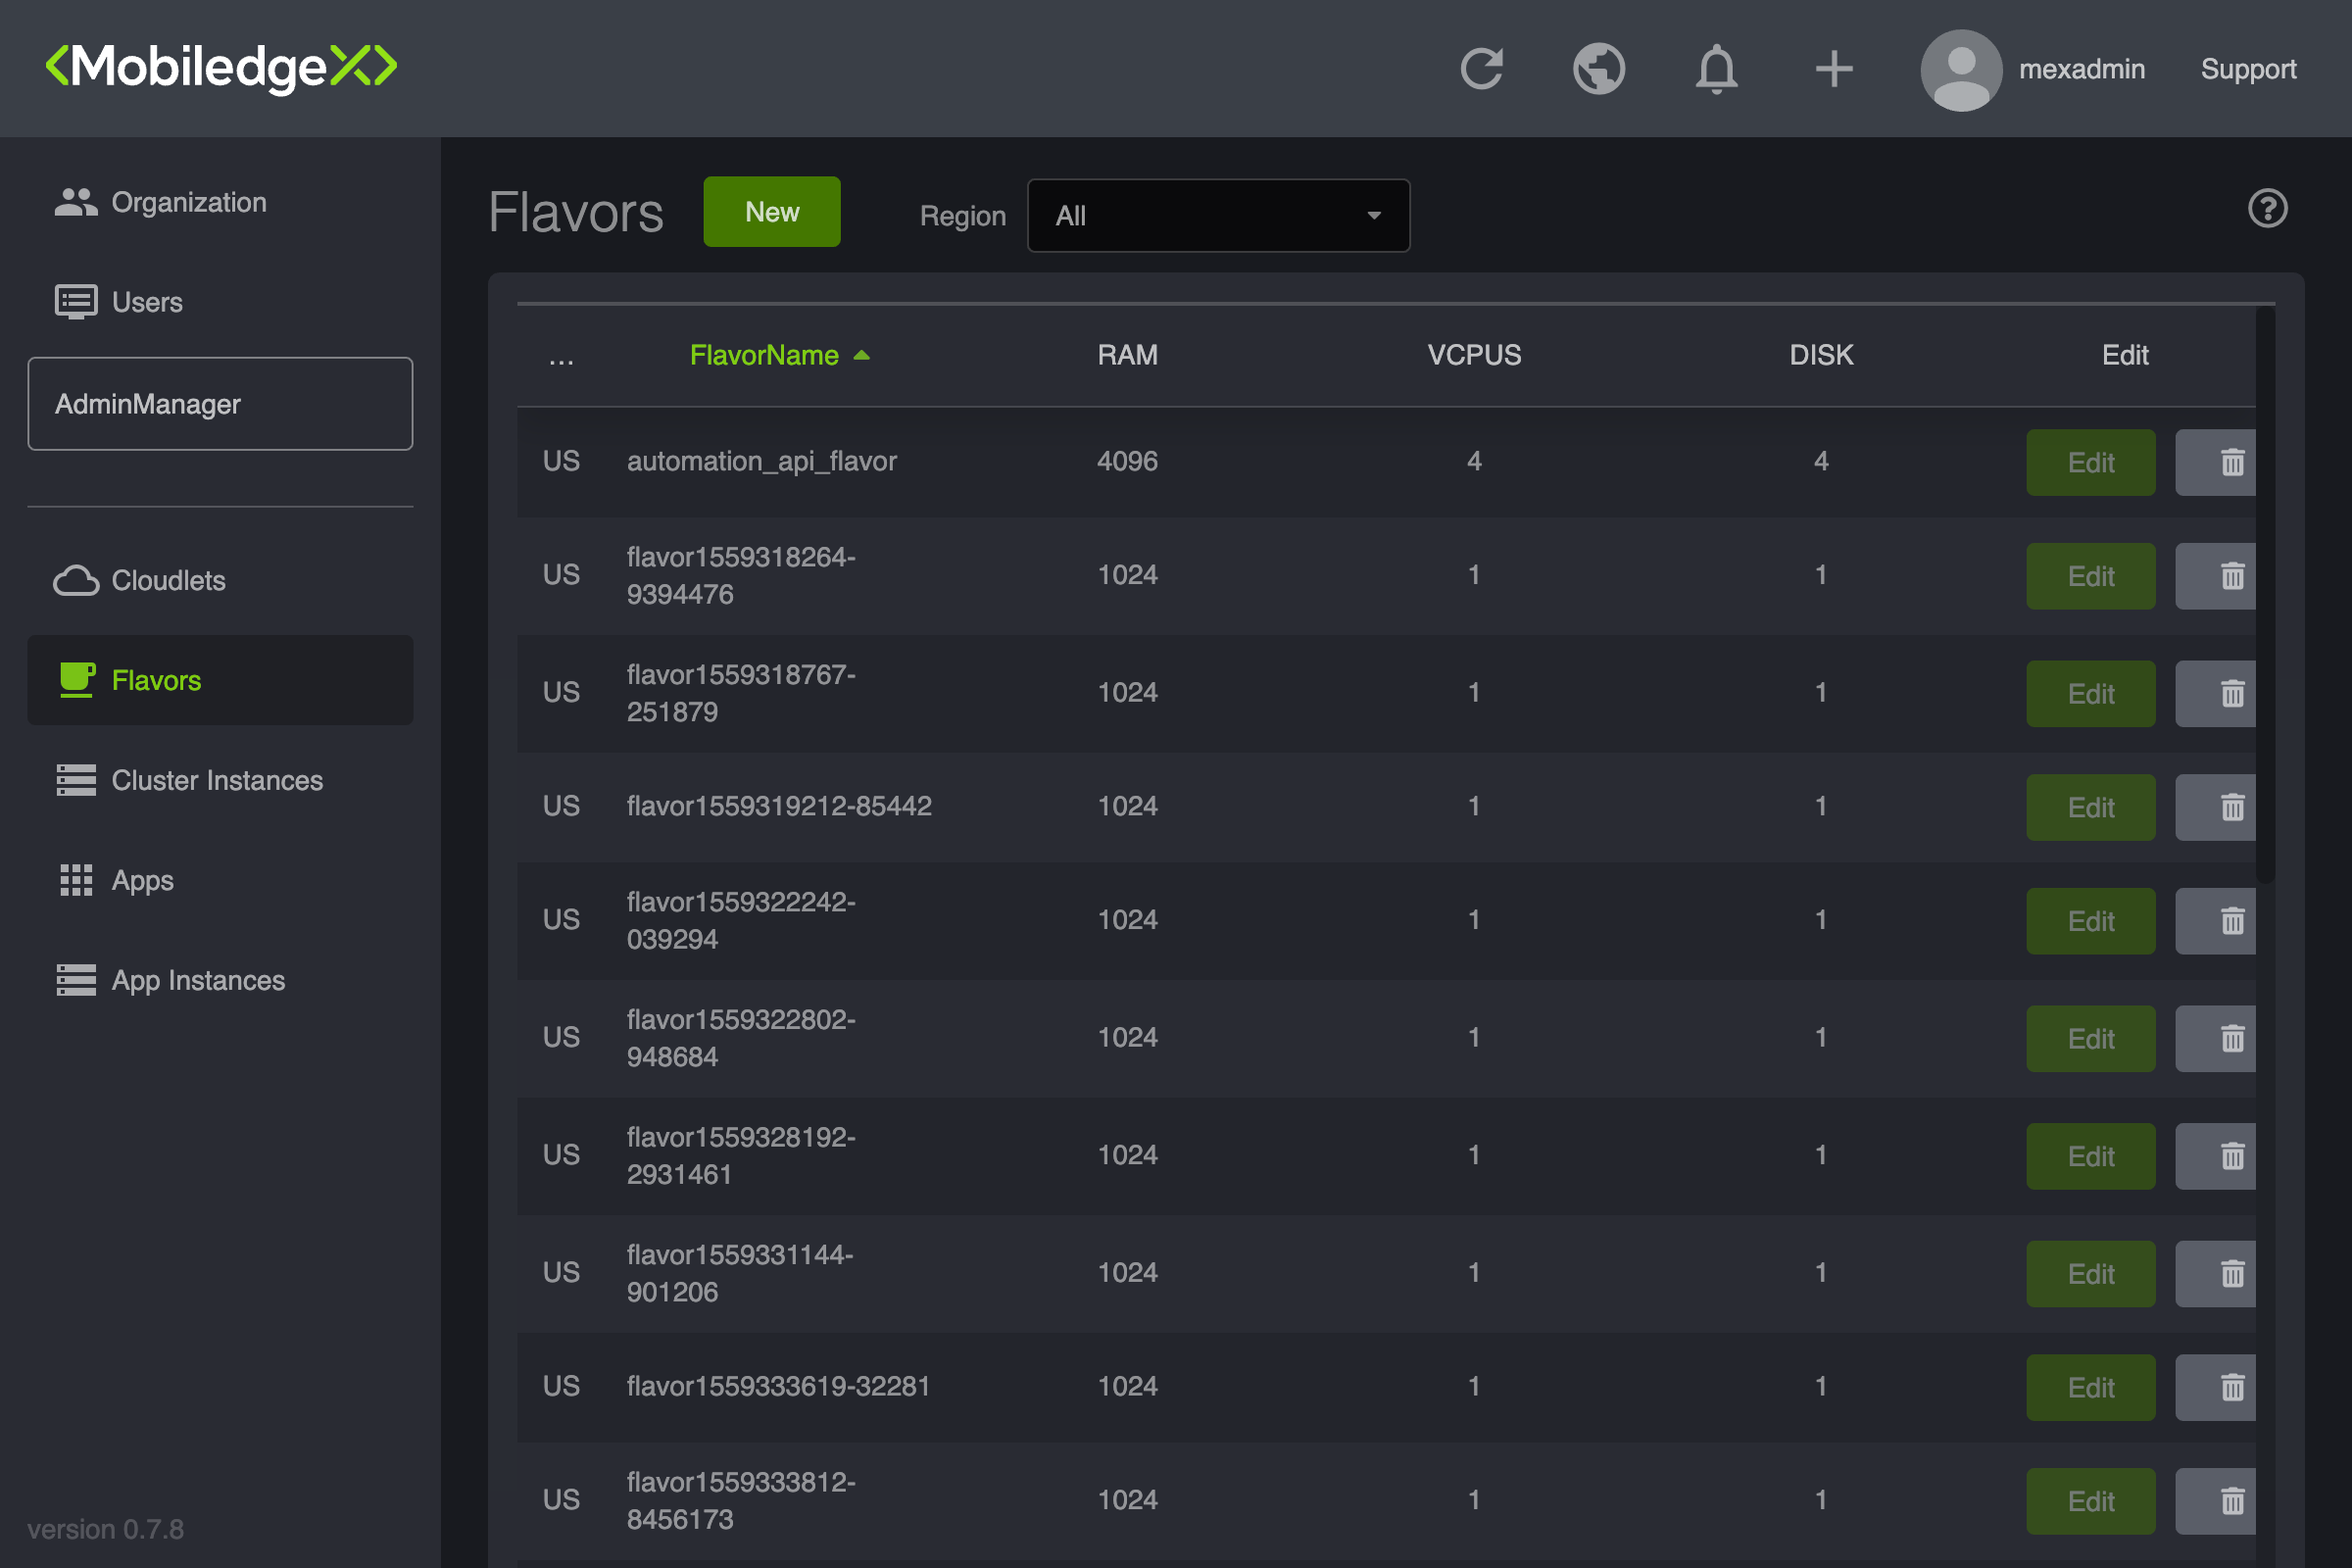 <MobiledgeX>
mexadmin
Support
Organization
Users
AdminManager
Cloudlets
Flavors
Cluster Instances
Apps
App Instances
version 0.7.8
Flavors
New
Region
All
... FlavorName RAM VCPUS DISK Edit
US automation_api_flavor 4096 4 4 Edit
US flavor1559318264-
9394476 1024 1 1 Edit
US flavor1559318767-
251879 1024 1 1 Edit
US flavor1559319212-85442 1024 1 1 Edit
US flavor1559322242-
039294 1024 1 1 Edit
US flavor1559322802-
948684 1024 1 1 Edit
US flavor1559328192-
2931461 1024 1 1 Edit
US flavor1559331144-
901206 1024 1 1 Edit
US flavor1559333619-32281 1024 1 1 Edit
US flavor1559333812-
8456173 1024 1 1 Edit